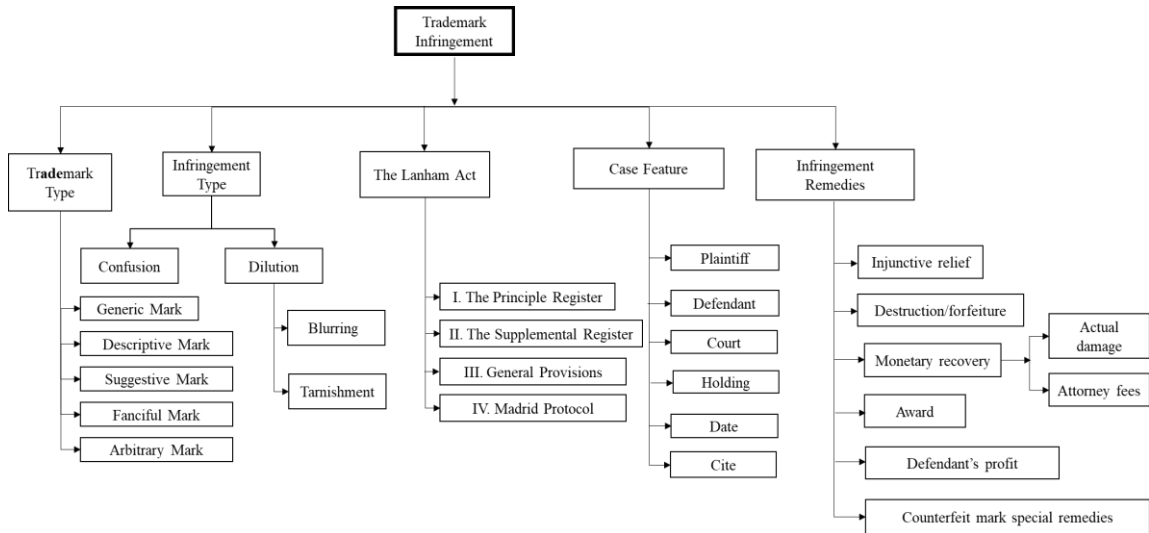 Trademark
Infringement
Trademark
Type
Infringement
Type
The Lanham Act
Case Feature
Infringement
Remedies
Confusion
Dilution
Generic Mark
Descriptive Mark
Suggestive Mark
Fanciful Mark
Arbitrary Mark
Blurring
Tarnishment
I. The Principle Register
II. The Supplemental Register
III. General Provisions
IV. Madrid Protocol
Plaintiff
Defendant
Court
Holding
Date
Cite
Injunctive relief
Destruction/forfeiture
Monetary recovery
Actual
damage
Attorney fees
Award
Defendant’s profit
Counterfeit mark special remedies